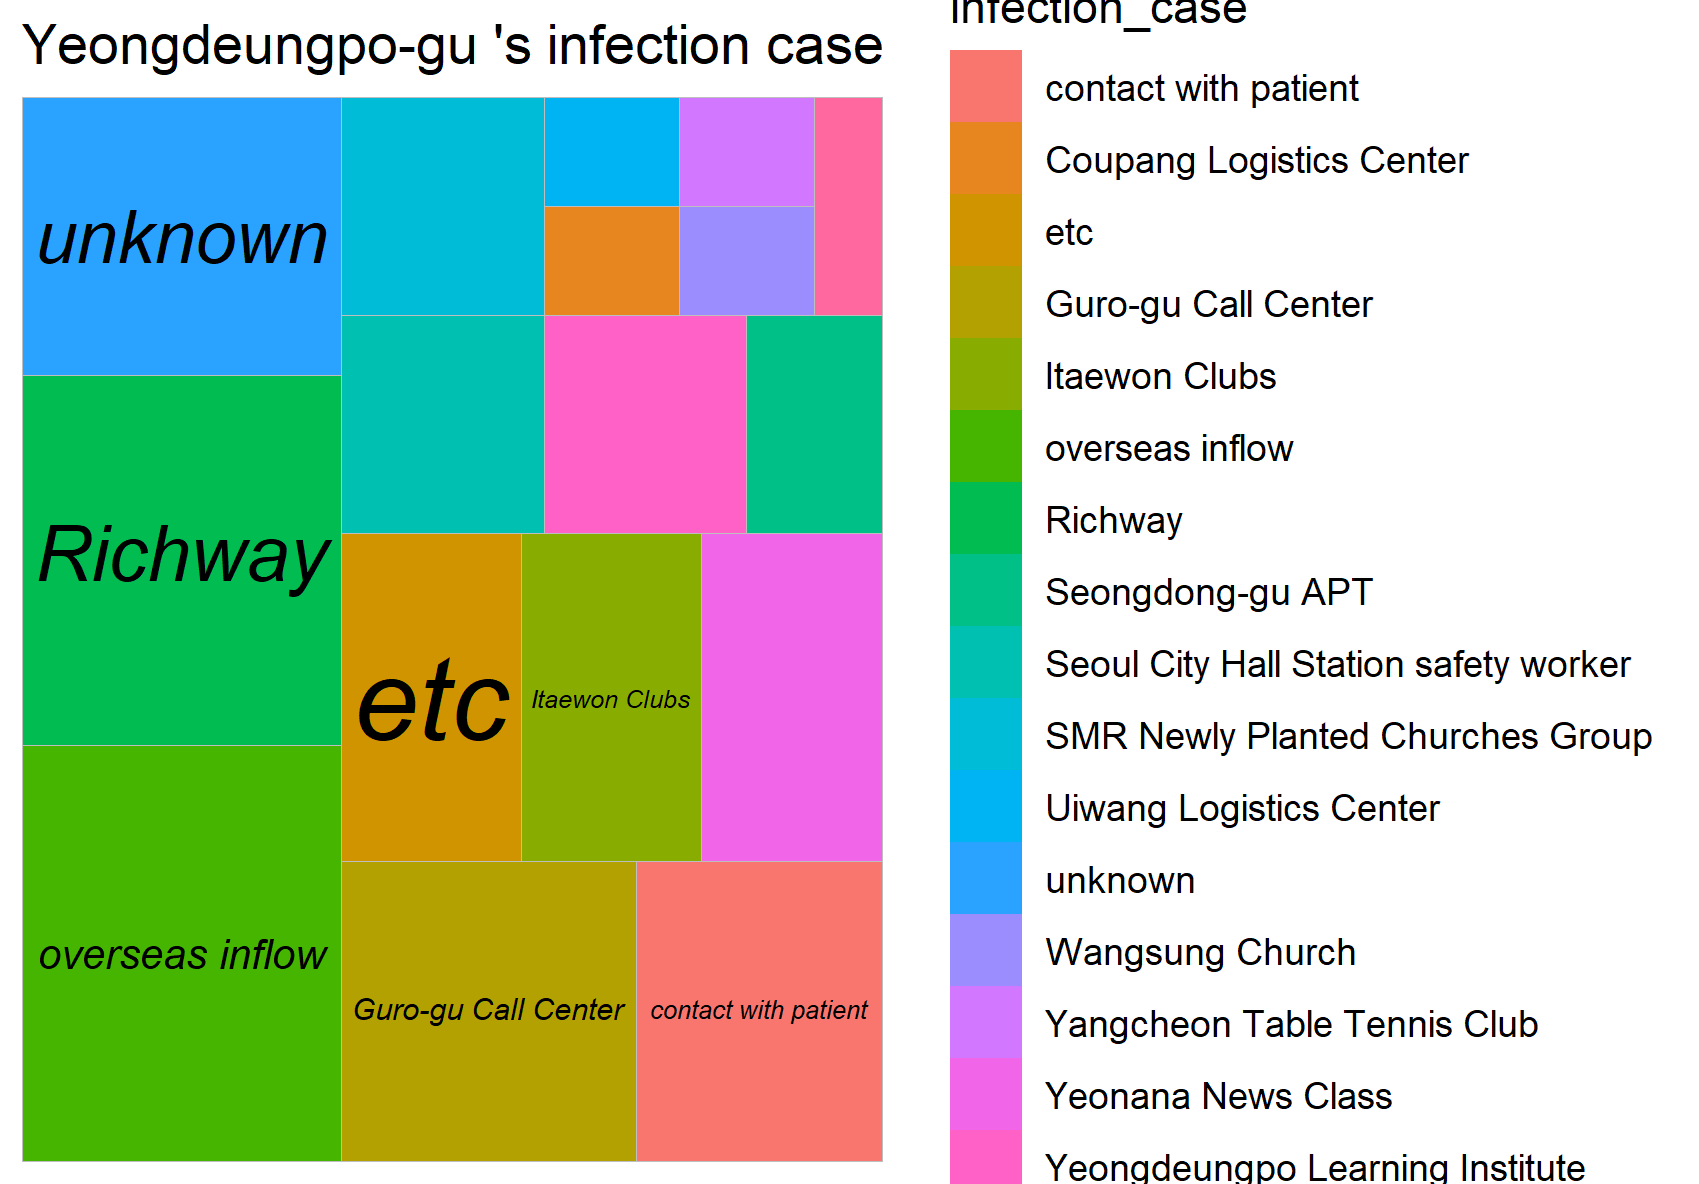 Yeongdeungpo-gu 's infection case
unknown
Richway
overseas inflow
etc
Itaewon Clubs
Guro-gu Call Center
contact with patient
infection_case
contact with patient
Coupang Logistics Center
etc
Guro-gu Call Center
Itaewon Clubs
overseas inflow
Richway
Seongdong-gu APT
Seoul City Hall Station safety worker
SMR Newly Planted Churches Group
Uiwang Logistics Center
unknown
Wangsung Church
Yangcheon Table Tennis Club
Yeonana News Class
Yeongdeungpo Learning Institute